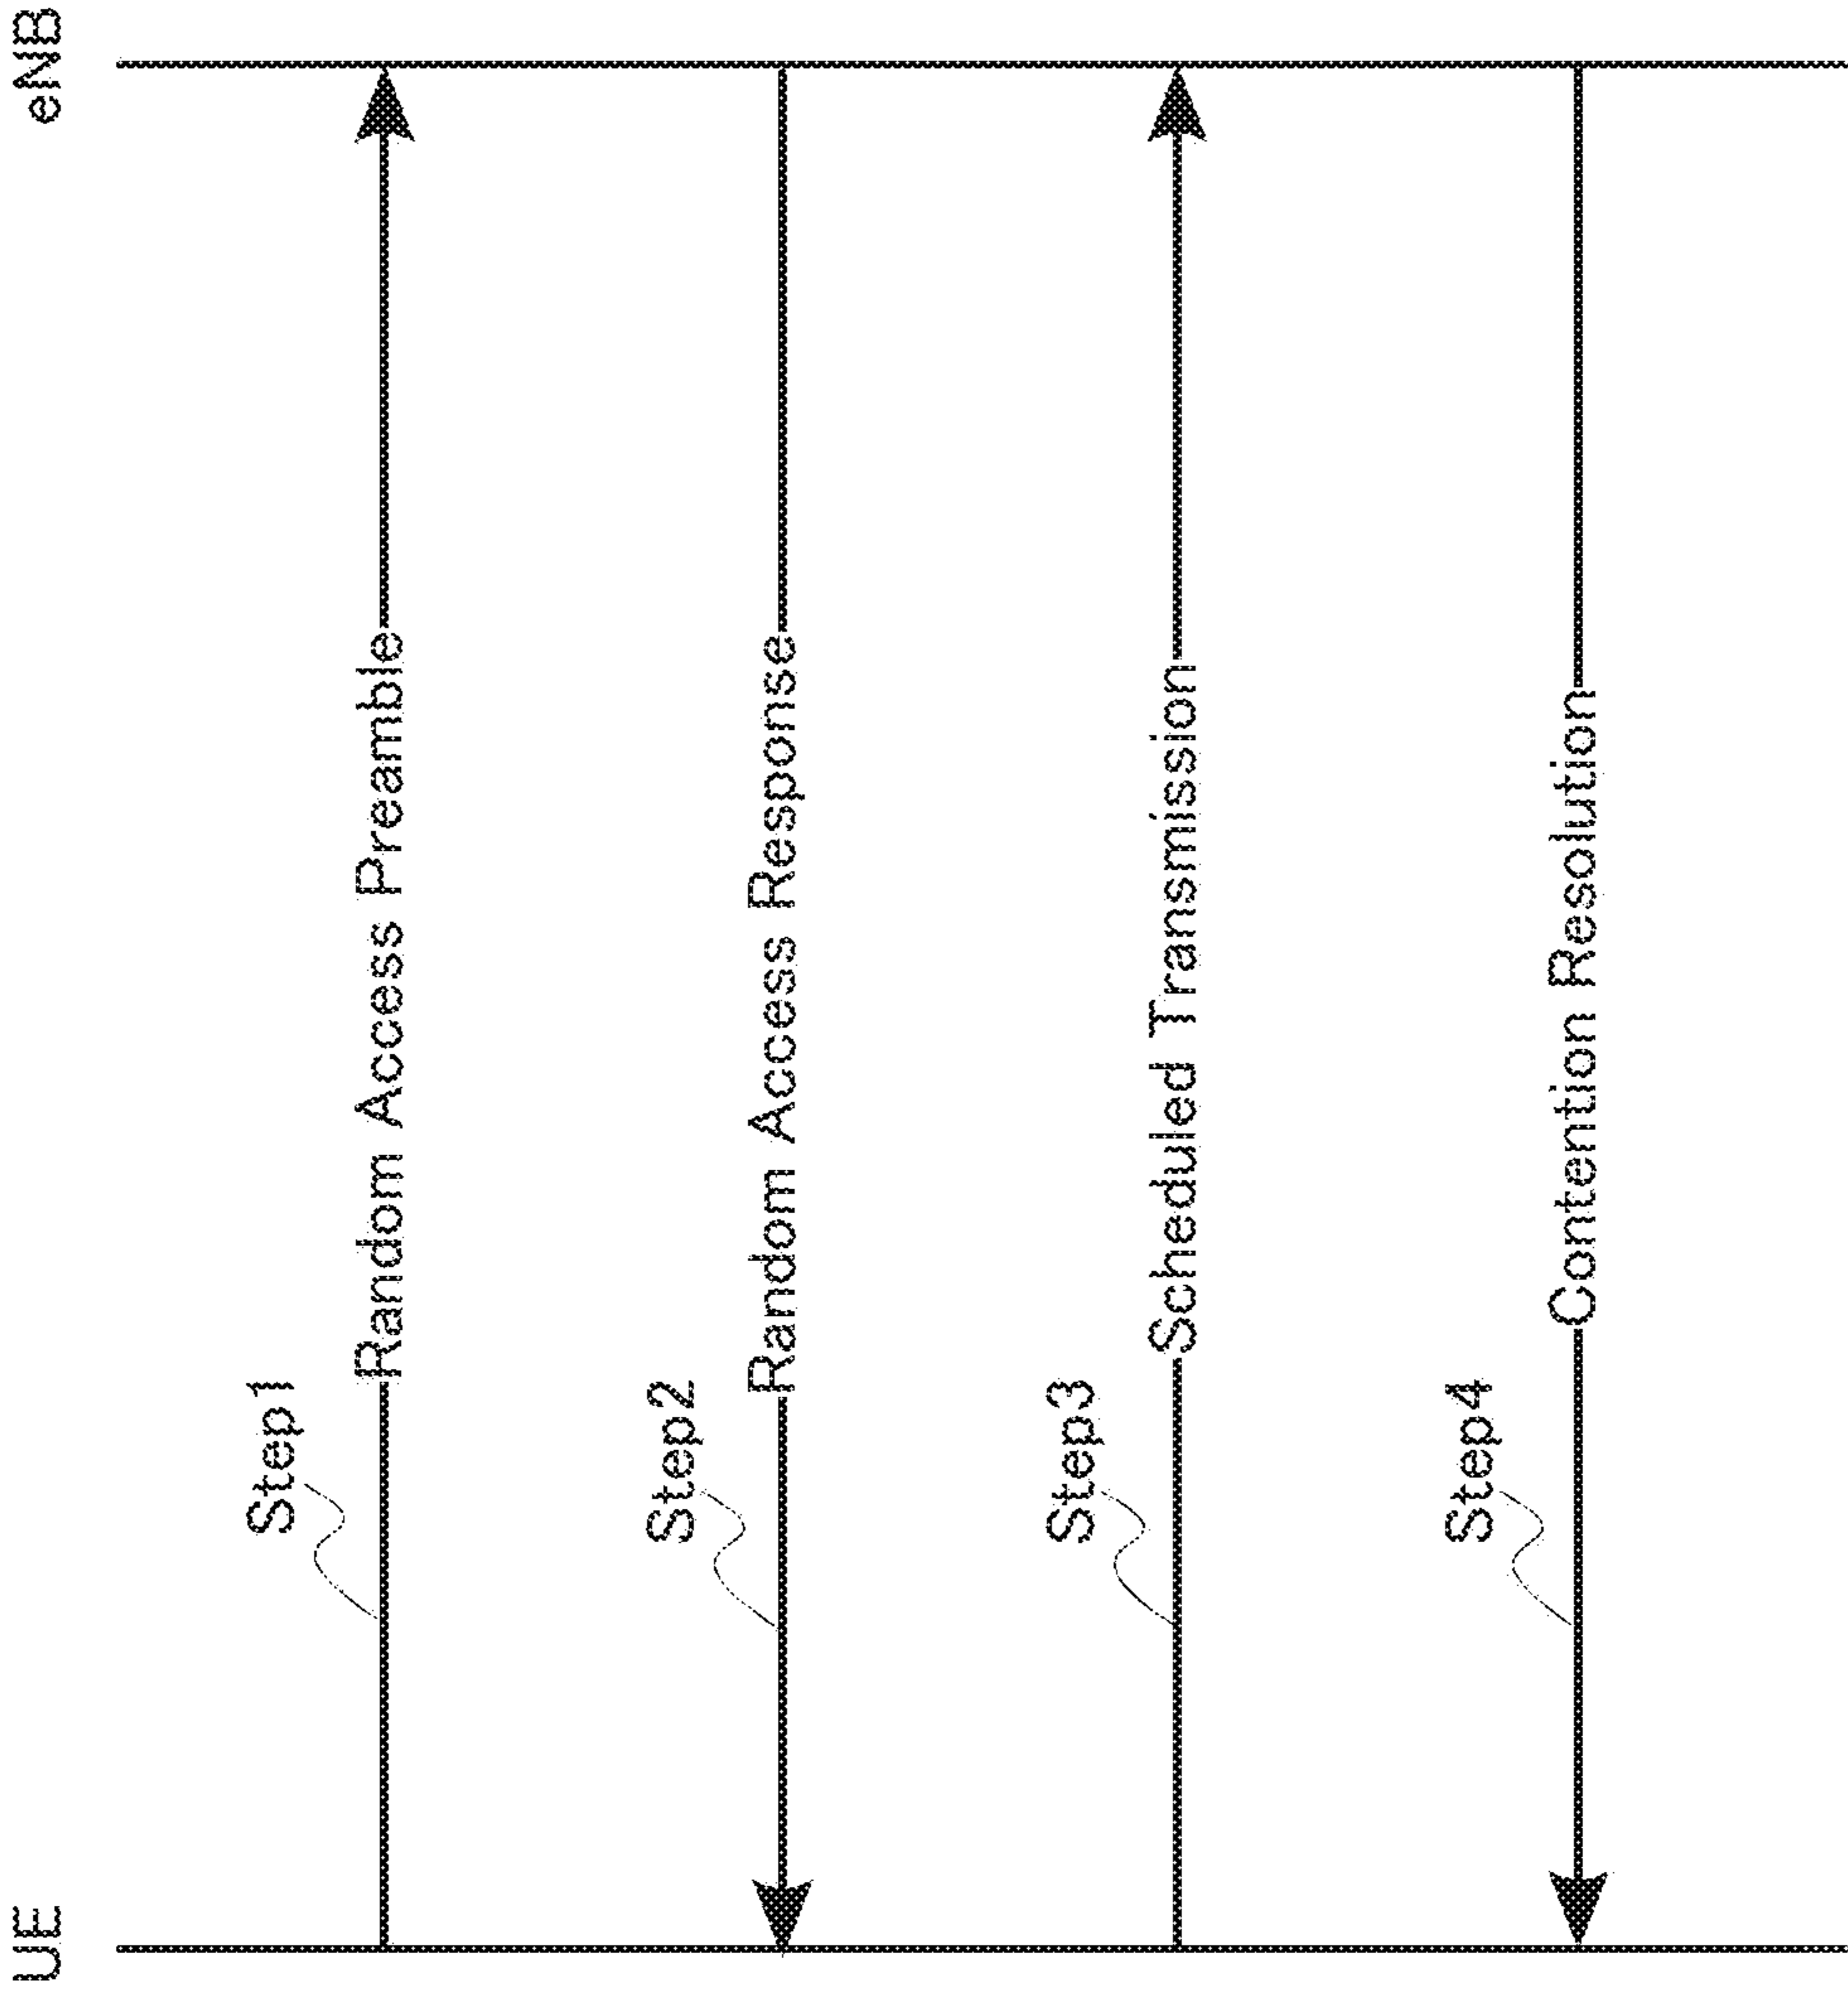 UE
eNB
Step1
Random Access Preamble
Step2
Random Access Response
Step3
Scheduled Transmission
Step4
Contention Resolution